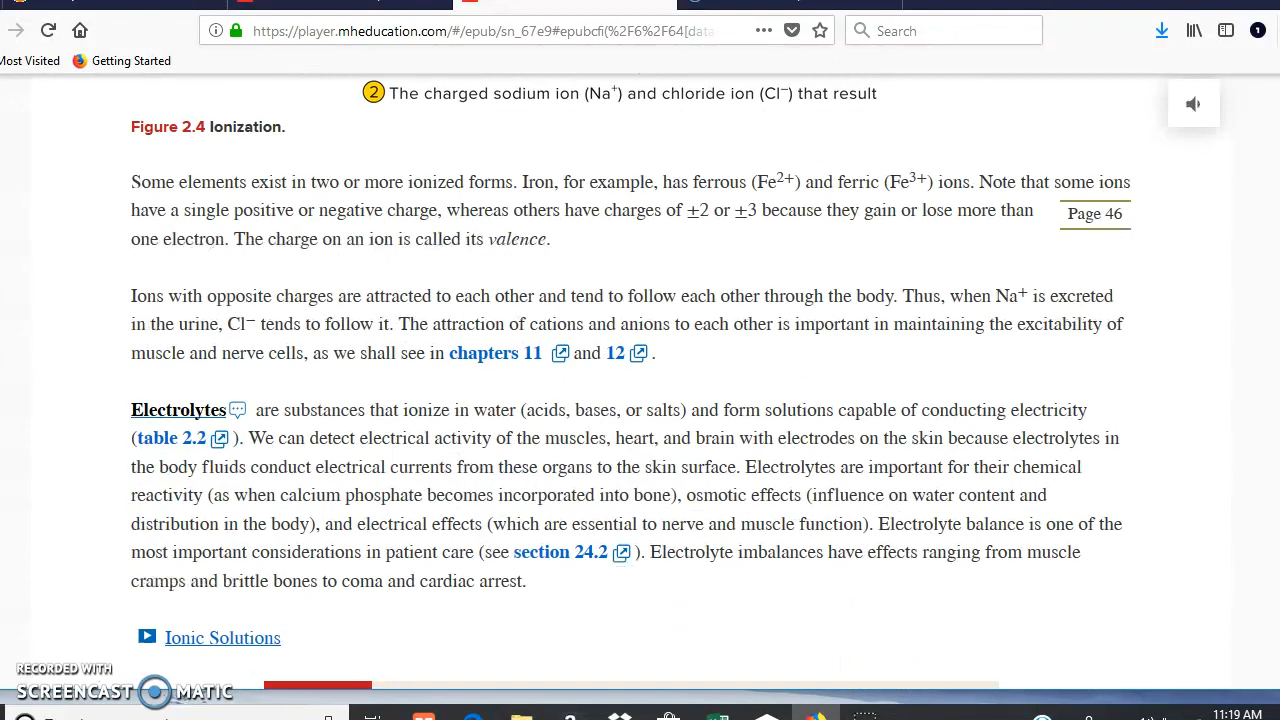 https://player.mheducation.com/#/epub/sn_67e9#epubcfi(%2F6%2F64[data
Search
Most Visited
Getting Started
② The charged sodium ion (Na⁺) and chloride ion (Cl⁻) that result
Figure 2.4 Ionization.
Some elements exist in two or more ionized forms. Iron, for example, has ferrous (Fe²⁺) and ferric (Fe³⁺) ions. Note that some ions
have a single positive or negative charge, whereas others have charges of ±2 or ±3 because they gain or lose more than
Page 46
one electron. The charge on an ion is called its valence.
Ions with opposite charges are attracted to each other and tend to follow each other through the body. Thus, when Na⁺ is excreted
in the urine, Cl⁻ tends to follow it. The attraction of cations and anions to each other is important in maintaining the excitability of
muscle and nerve cells, as we shall see in chapters 11 and 12 .
Electrolytes are substances that ionize in water (acids, bases, or salts) and form solutions capable of conducting electricity
(table 2.2 ). We can detect electrical activity of the muscles, heart, and brain with electrodes on the skin because electrolytes in
the body fluids conduct electrical currents from these organs to the skin surface. Electrolytes are important for their chemical
reactivity (as when calcium phosphate becomes incorporated into bone), osmotic effects (influence on water content and
distribution in the body), and electrical effects (which are essential to nerve and muscle function). Electrolyte balance is one of the
most important considerations in patient care (see section 24.2 ). Electrolyte imbalances have effects ranging from muscle
cramps and brittle bones to coma and cardiac arrest.
Ionic Solutions
RECORDED WITH
SCREENCAST MATIC
11:19 AM